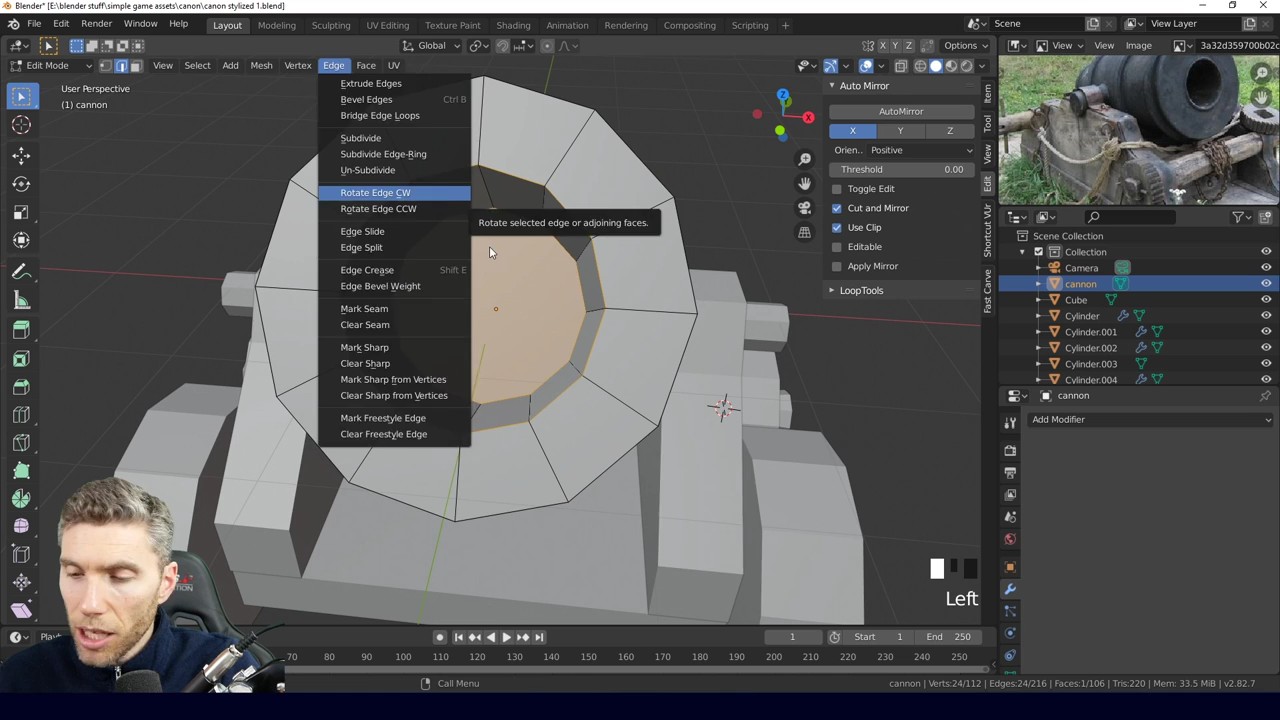 Blender* [E:\blender stuff\simple game assets\canon\canon stylized 1.blend]
File Edit Render Window Help
Layout Modeling Sculpting UV Editing Texture Paint Shading Animation Rendering Compositing Scripting
Scene
View Layer
Global
X Y Z
Options
View
View Image
3a32d359700b02c
Edit Mode
View Select Add Mesh Vertex Edge Face UV
User Perspective
(1) cannon
Extrude Edges
Bevel Edges Ctrl B
Bridge Edge Loops
Subdivide
Subdivide Edge-Ring
Un-Subdivide
Rotate Edge CW
Rotate Edge CCW
Rotate selected edge or adjoining faces.
Edge Slide
Edge Split
Edge Crease Shift E
Edge Bevel Weight
Mark Seam
Clear Seam
Mark Sharp
Clear Sharp
Mark Sharp from Vertices
Clear Sharp from Vertices
Mark Freestyle Edge
Clear Freestyle Edge
Z
X
Auto Mirror
AutoMirror
X Y Z
Orien.. Positive
Threshold 0.00
Toggle Edit
Cut and Mirror
Use Clip
Editable
Apply Mirror
LoopTools
Item
Tool
View
Edit
Shortcut VUr
Fast Carve
Scene Collection
Collection
Camera
cannon
Cube
Cylinder
Cylinder.001
Cylinder.002
Cylinder.003
Cylinder.004
cannon
Add Modifier
Left
1
Start 1
End 250
70 80 90 100 110 120 130 140 150 160 170 180 190 200 210 220 230 240 250
Call Menu
cannon | Verts:24/112 | Edges:24/216 | Faces:1/106 | Tris:220 | Mem: 33.5 MiB | v2.82.7